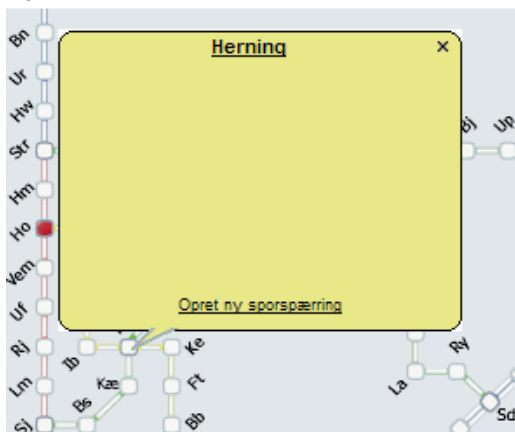 Bn
Herning ×
Ur
Hw
Str
Bj Up
Hm
Ho
Vem
Uf
Opret ny sporspærring
Rj
Ib
Ke
Ry
Lm
Kæ
Ft
La
Bs
Sj
Bb
Sd